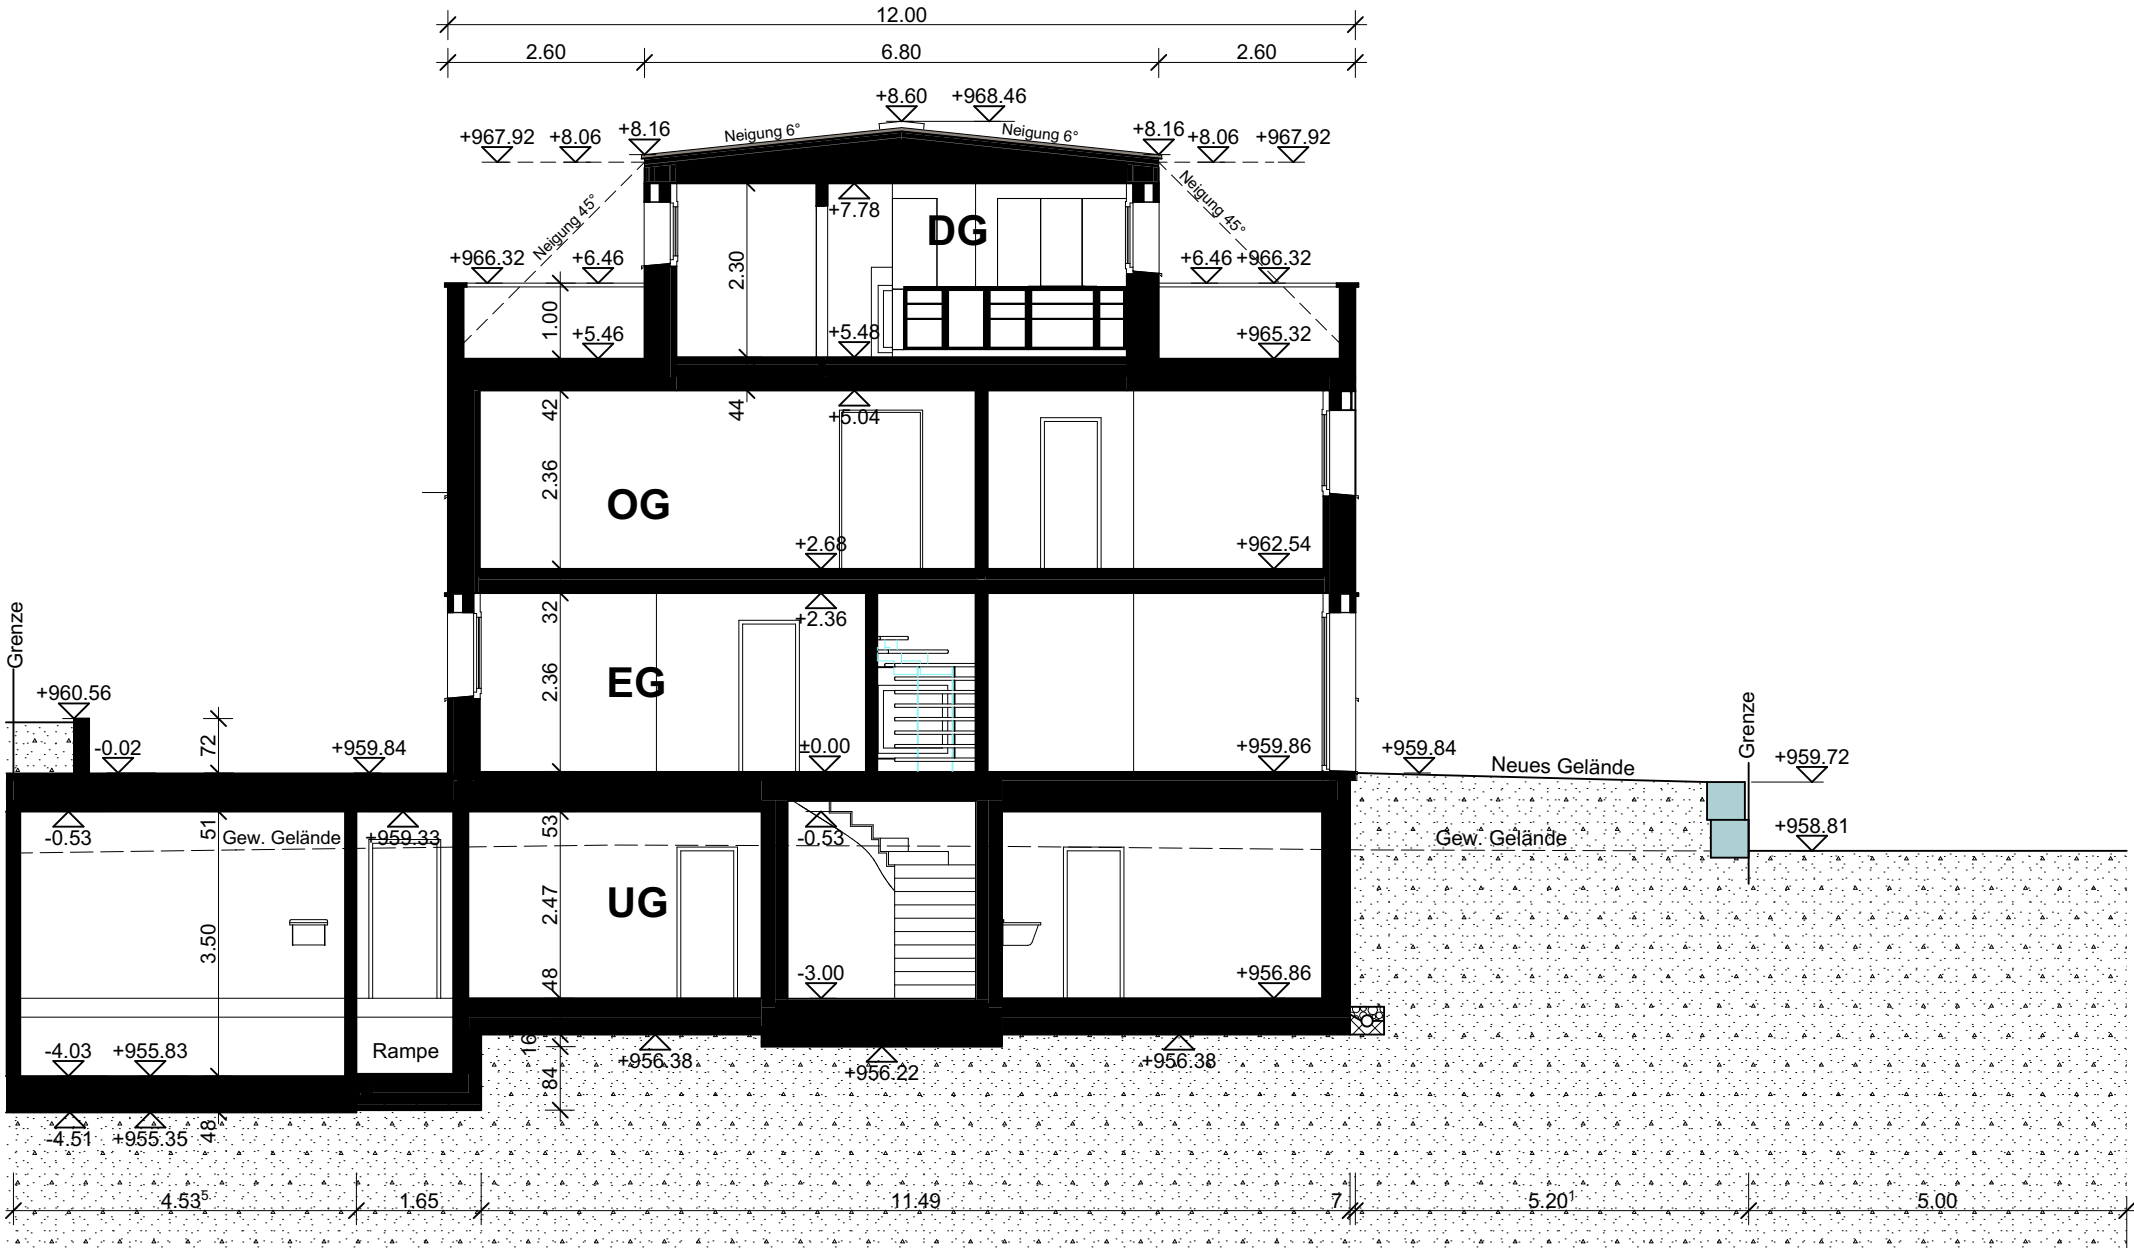 12.00
2.60 6.80 2.60
+8.60 +968.46
+967.92 +8.06 +8.16 Neigung 6° Neigung 6° +8.16 +8.06 +967.92
Neigung 45° Neigung 45°
+7.78
DG
2.30
+966.32 +6.46 +6.46 +966.32
1.00
+5.46 +5.48 +965.32
42 44 +5.04
2.36
OG
+2.68 +962.54
32 +2.36
Grenze
2.36
EG
+960.56
Grenze
72
-0.02 +959.84 ±0.00 +959.86 +959.84 Neues Gelände +959.72
-0.53 51 Gew. Gelände +959.33 53 -0.53 Gew. Gelände +958.81
2.47
UG
3.50
48 -3.00 +956.86
-4.03 +955.83 Rampe 16 +956.38 +956.22 +956.38
84
-4.51 +955.35 48
4.53⁵ 1.65 11.49 7 5.20¹ 5.00